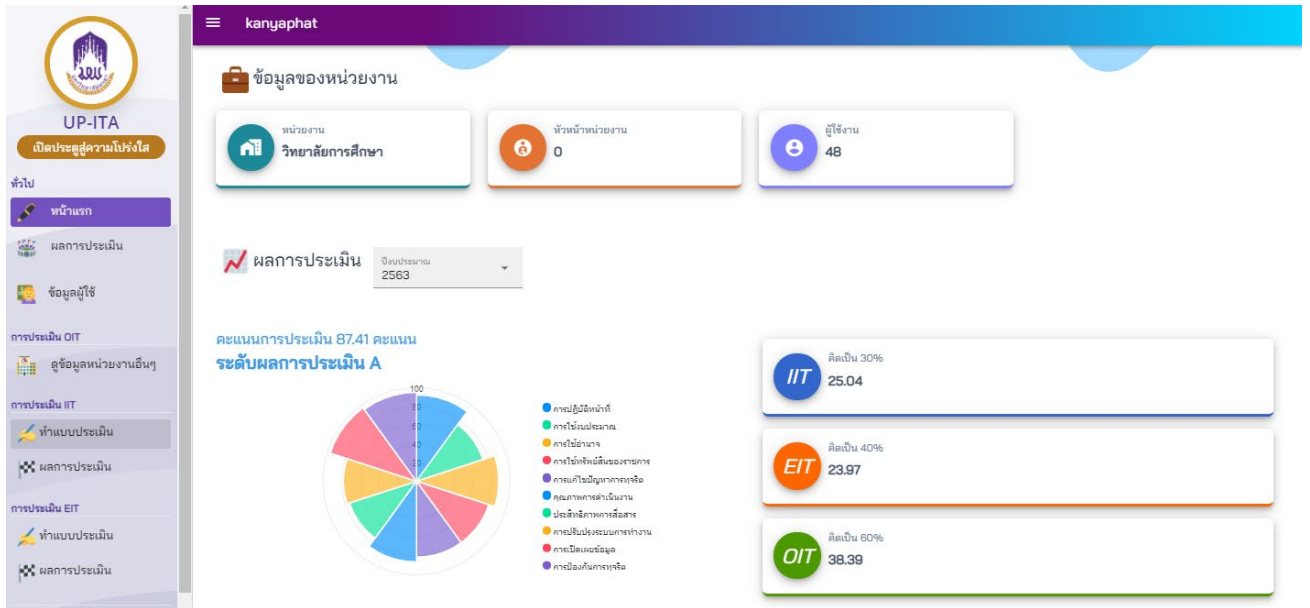 UP-ITA
เปิดประตูสู่ความโปร่งใส
ทั่วไป
หน้าแรก
ผลการประเมิน
ข้อมูลผู้ใช้
การประเมิน OIT
ดูข้อมูลหน่วยงานอื่นๆ
การประเมิน IIT
ทำแบบประเมิน
ผลการประเมิน
การประเมิน EIT
ทำแบบประเมิน
ผลการประเมิน
kanyaphat
ข้อมูลของหน่วยงาน
หน่วยงาน
วิทยาลัยการศึกษา
หัวหน้าหน่วยงาน
0
ผู้ใช้งาน
48
ผลการประเมิน
ปีงบประมาณ
2563
คะแนนการประเมิน 87.41 คะแนน
ระดับผลการประเมิน A
100
80
60
40
20
การปฏิบัติหน้าที่
การใช้งบประมาณ
การใช้อำนาจ
การใช้ทรัพย์สินของราชการ
การแก้ไขปัญหาการทุจริต
คุณภาพการดำเนินงาน
ประสิทธิภาพการสื่อสาร
การปรับปรุงระบบการทำงาน
การเปิดเผยข้อมูล
การป้องกันการทุจริต
IIT
คิดเป็น 30%
25.04
EIT
คิดเป็น 40%
23.97
OIT
คิดเป็น 60%
38.39